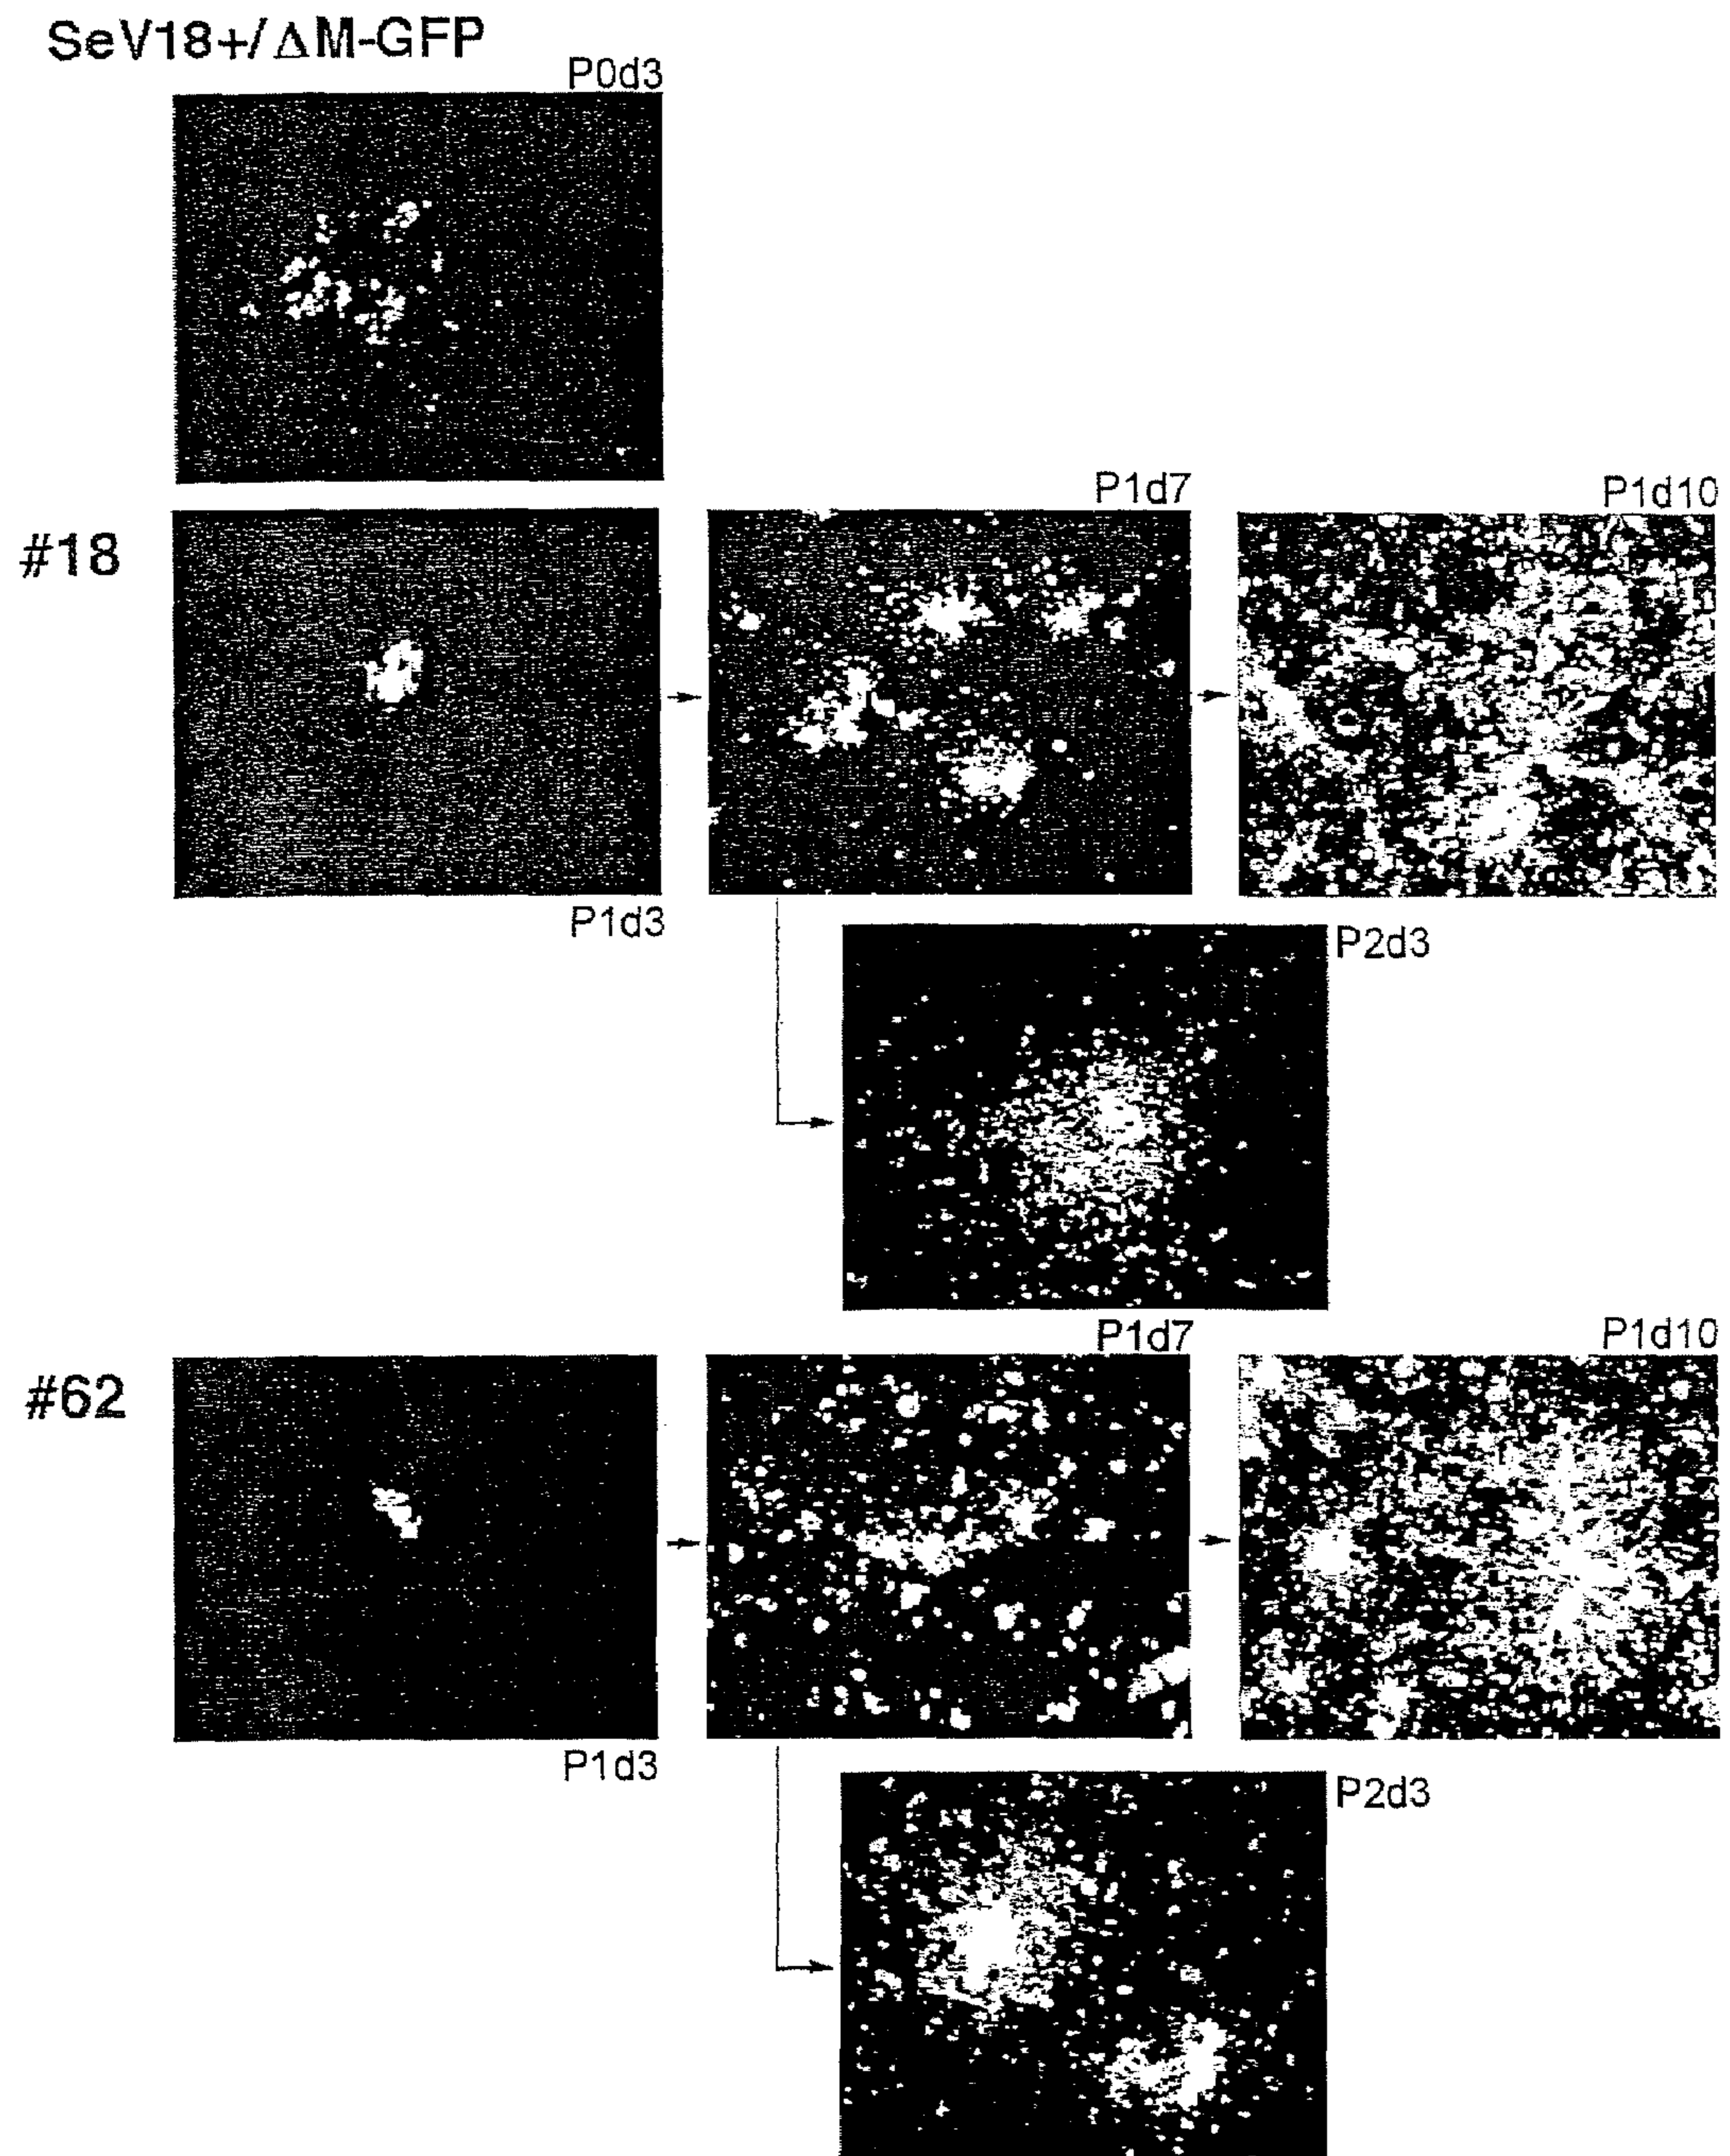 SeV18+/ΔM-GFP
P0d3
#18
P1d3
P1d7
P1d10
P2d3
#62
P1d3
P1d7
P1d10
P2d3